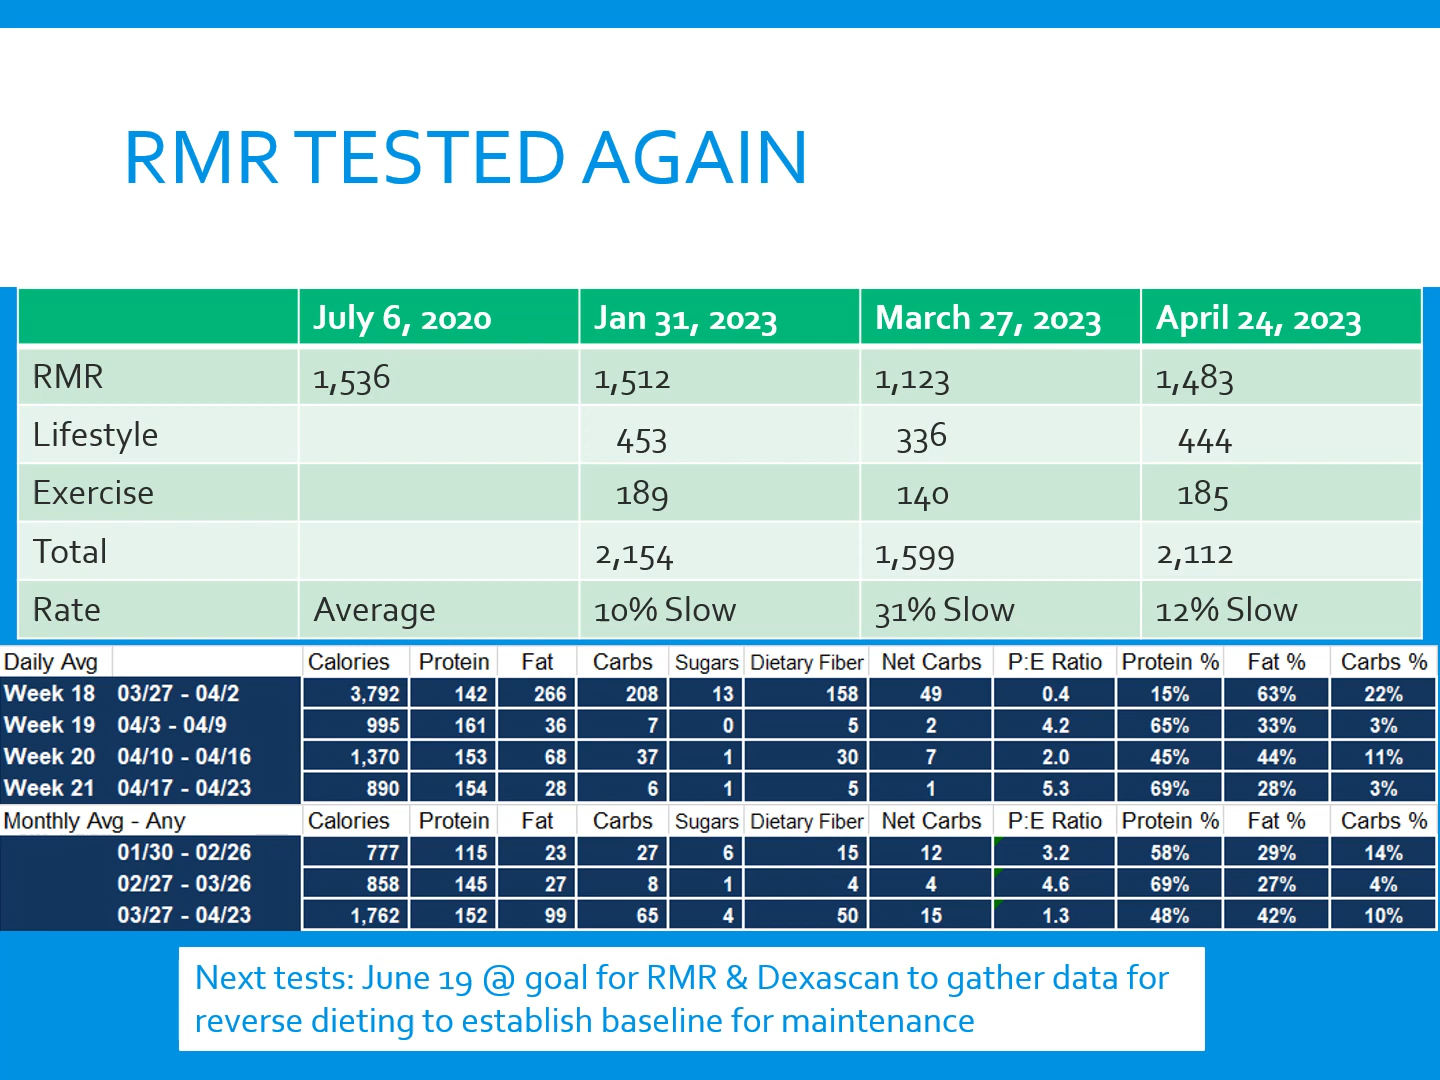 RMR TESTED AGAIN
July 6, 2020 Jan 31, 2023 March 27, 2023 April 24, 2023
RMR 1,536 1,512 1,123 1,483
Lifestyle 453 336 444
Exercise 189 140 185
Total 2,154 1,599 2,112
Rate Average 10% Slow 31% Slow 12% Slow
Daily Avg Calories Protein Fat Carbs Sugars Dietary Fiber Net Carbs P:E Ratio Protein % Fat % Carbs %
Week 18 03/27 - 04/2 3,792 142 266 208 13 158 49 0.4 15% 63% 22%
Week 19 04/3 - 04/9 995 161 36 7 0 5 2 4.2 65% 33% 3%
Week 20 04/10 - 04/16 1,370 153 68 37 1 30 7 2.0 45% 44% 11%
Week 21 04/17 - 04/23 890 154 28 6 1 5 1 5.3 69% 28% 3%
Monthly Avg - Any Calories Protein Fat Carbs Sugars Dietary Fiber Net Carbs P:E Ratio Protein % Fat % Carbs %
01/30 - 02/26 777 115 23 27 6 15 12 3.2 58% 29% 14%
02/27 - 03/26 858 145 27 8 1 4 4 4.6 69% 27% 4%
03/27 - 04/23 1,762 152 99 65 4 50 15 1.3 48% 42% 10%
Next tests: June 19 @ goal for RMR & Dexascan to gather data for
reverse dieting to establish baseline for maintenance